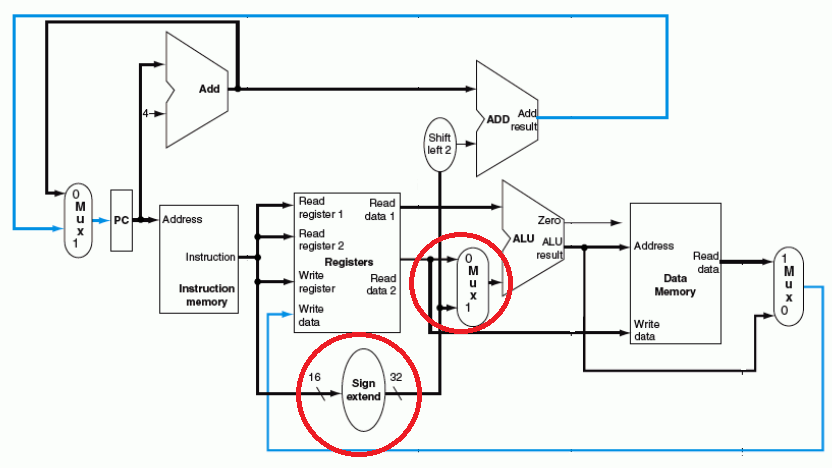 Add
4
ADD
Add
result
Shift
left 2
0
M
u
x
1
PC
Address
Instruction
Instruction
memory
Read
register 1
Read
register 2
Write
register
Write
data
Registers
Read
data 1
Read
data 2
0
M
u
x
1
Zero
ALU
ALU
result
Address
Read
data
Data
Memory
Write
data
1
M
u
x
0
16
Sign
extend
32